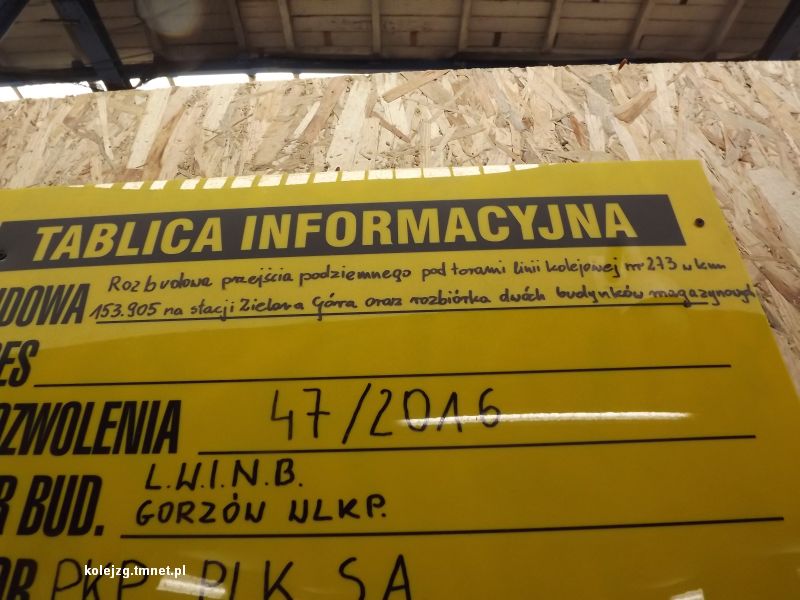 TABLICA INFORMACYJNA
Rozbudowa przejścia podziemnego pod torami linii kolejowej nr 273 w km
DOWA 153.905 na stacji Zielona Góra oraz rozbiórka dwóch budynków magazynowych
ES
OZWOLENIA 47/2016
R BUD. L.W.I.N.B.
GORZÓW WLKP.
OR PKP PLK SA
kolejzg.tmnet.pl